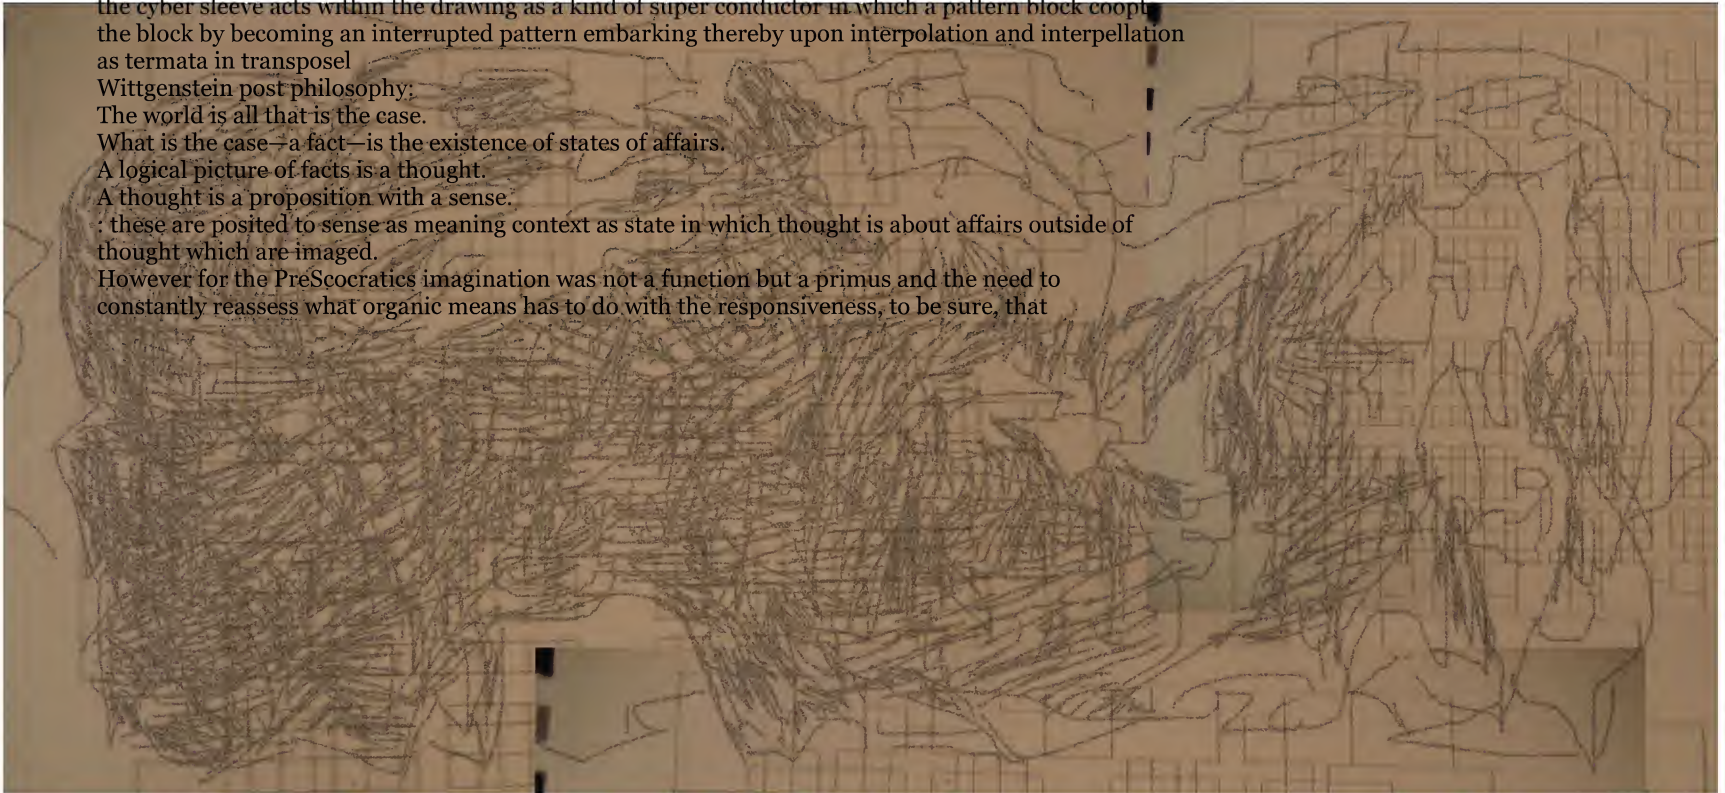 the cyber sleeve acts within the drawing as a kind of super conductor in which a pattern block coopt
the block by becoming an interrupted pattern embarking thereby upon interpolation and interpellation
as termata in transposel
Wittgenstein post philosophy:
The world is all that is the case.
What is the case—a fact—is the existence of states of affairs.
A logical picture of facts is a thought.
A thought is a proposition with a sense.
: these are posited to sense as meaning context as state in which thought is about affairs outside of
thought which are imaged.
However for the PreScocratics imagination was not a function but a primus and the need to
constantly reassess what organic means has to do with the responsiveness, to be sure, that